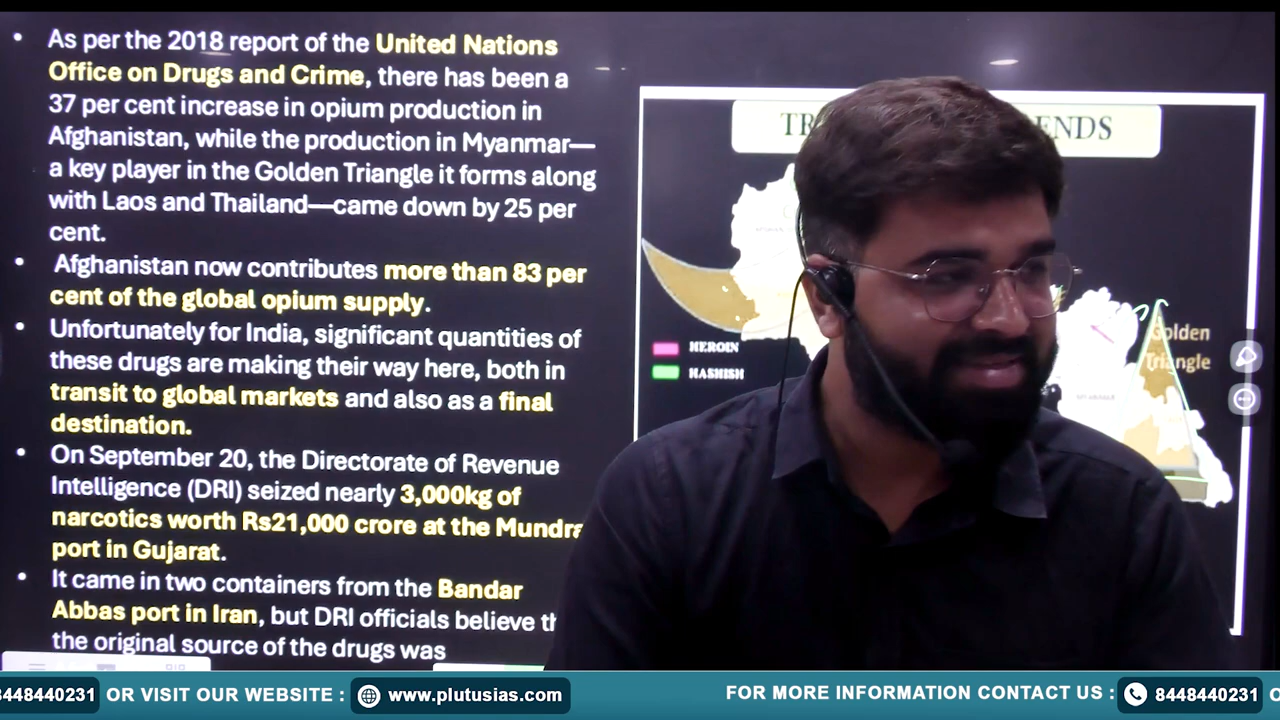 As per the 2018 report of the United Nations
Office on Drugs and Crime, there has been a
37 per cent increase in opium production in
Afghanistan, while the production in Myanmar—
a key player in the Golden Triangle it forms along
with Laos and Thailand—came down by 25 per
cent.
Afghanistan now contributes more than 83 per
cent of the global opium supply.
Unfortunately for India, significant quantities of
these drugs are making their way here, both in
transit to global markets and also as a final
destination.
On September 20, the Directorate of Revenue
Intelligence (DRI) seized nearly 3,000kg of
narcotics worth Rs21,000 crore at the Mundra
port in Gujarat.
It came in two containers from the Bandar
Abbas port in Iran, but DRI officials believe th
the original source of the drugs was
TR ENDS
HEROIN
HASHISH
Golden
Triangle
8448440231 OR VISIT OUR WEBSITE : www.plutusias.com FOR MORE INFORMATION CONTACT US : 8448440231 O